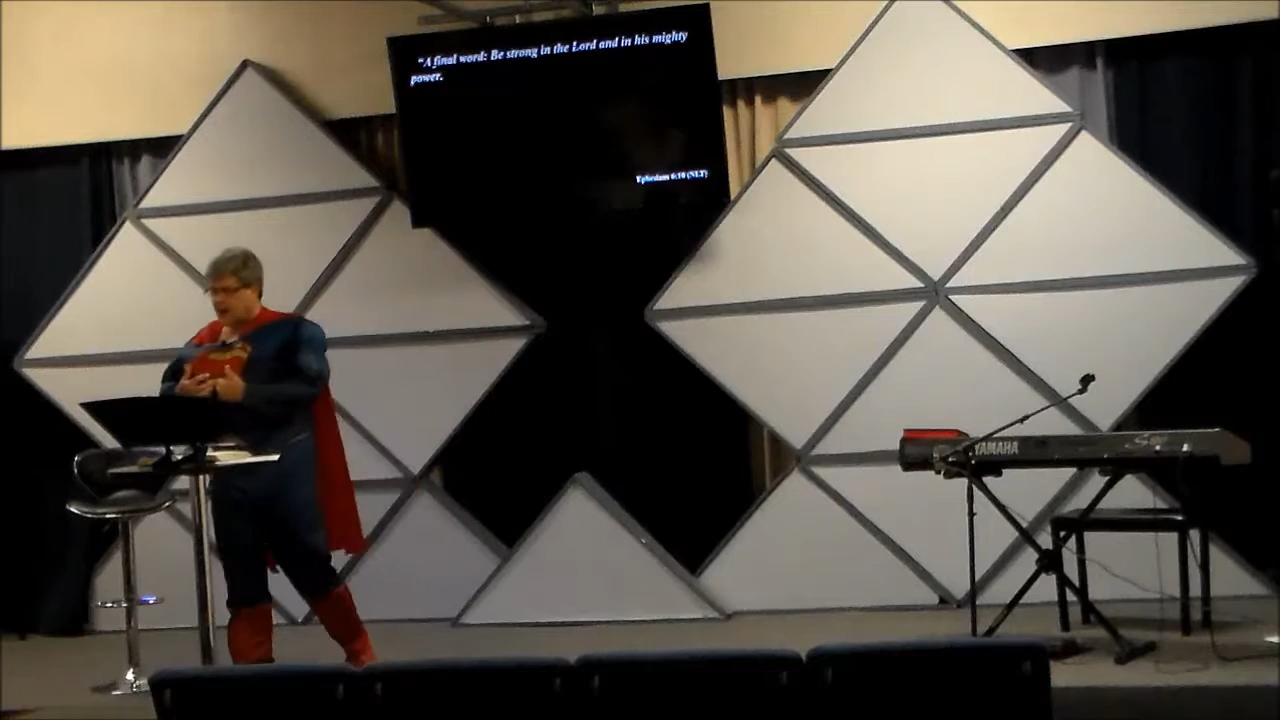 “A final word: Be strong in the Lord and in his mighty
power.
Ephesians 6:10 (NLT)
YAMAHA